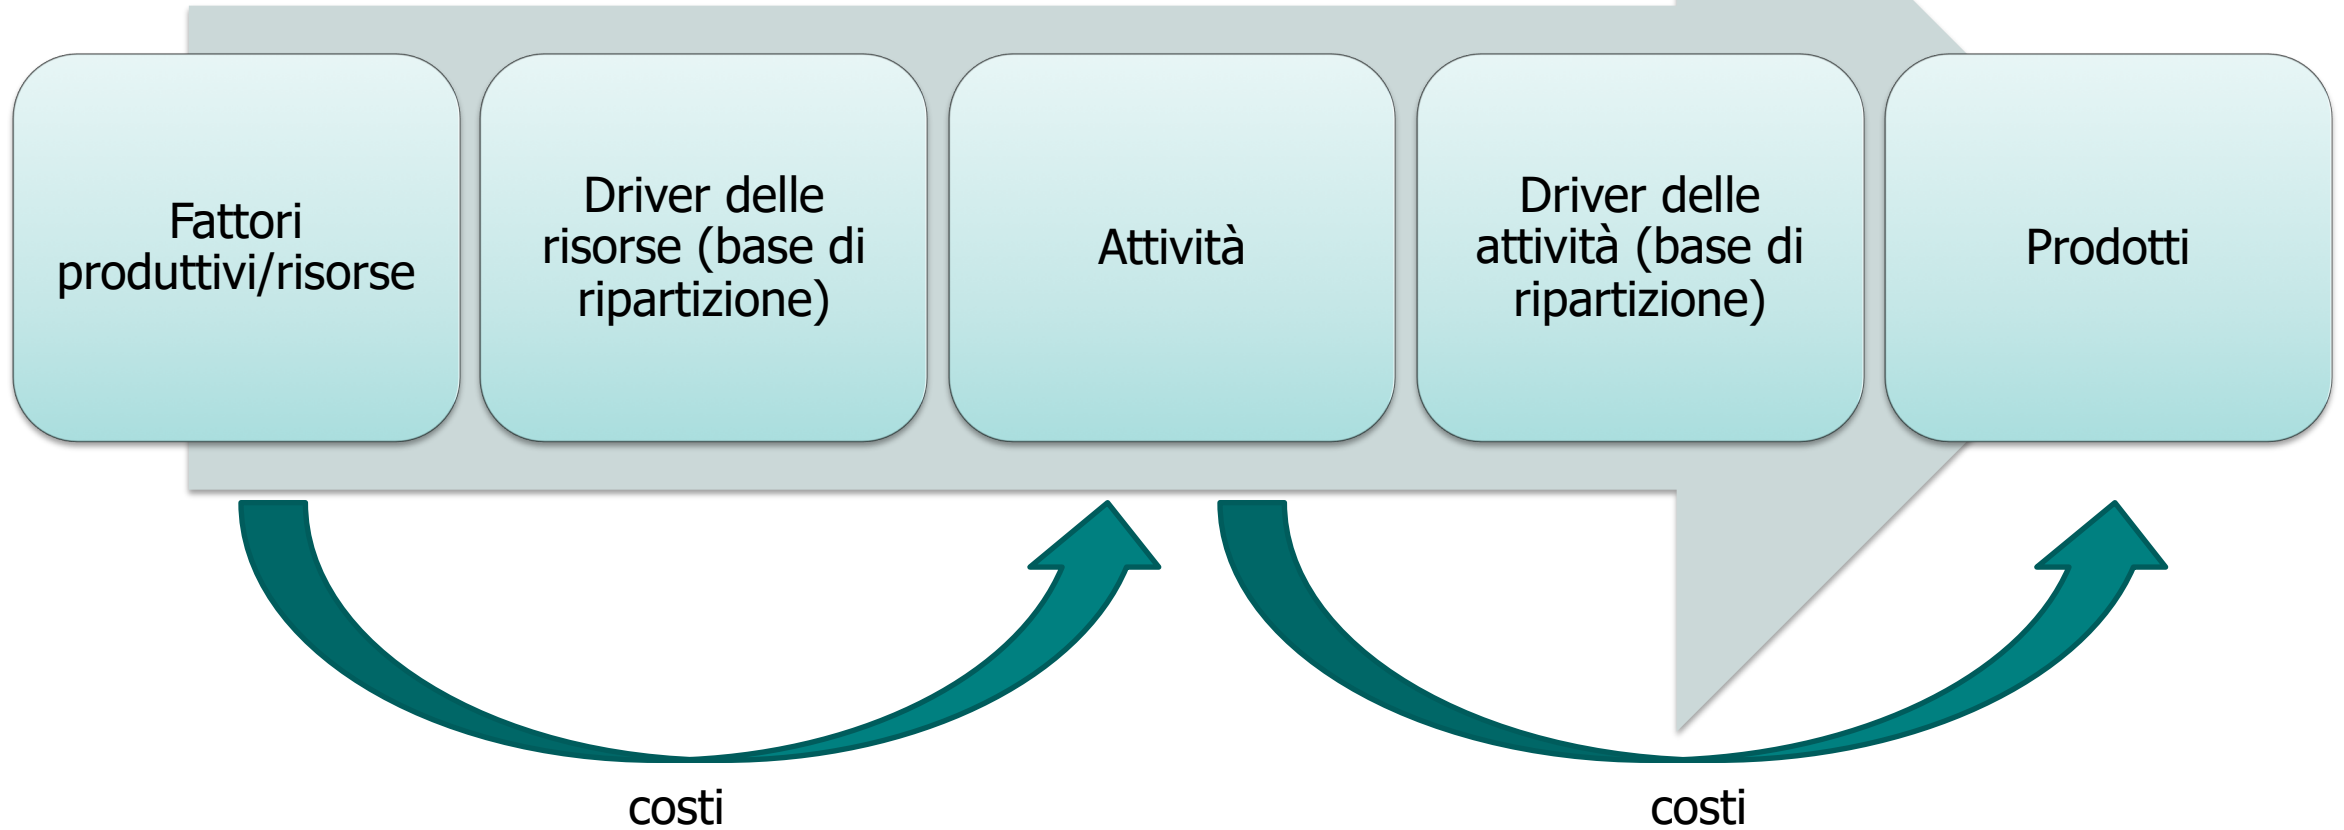 Fattori
produttivi/risorse
Driver delle
risorse (base di
ripartizione)
Attività
Driver delle
attività (base di
ripartizione)
Prodotti
costi
costi